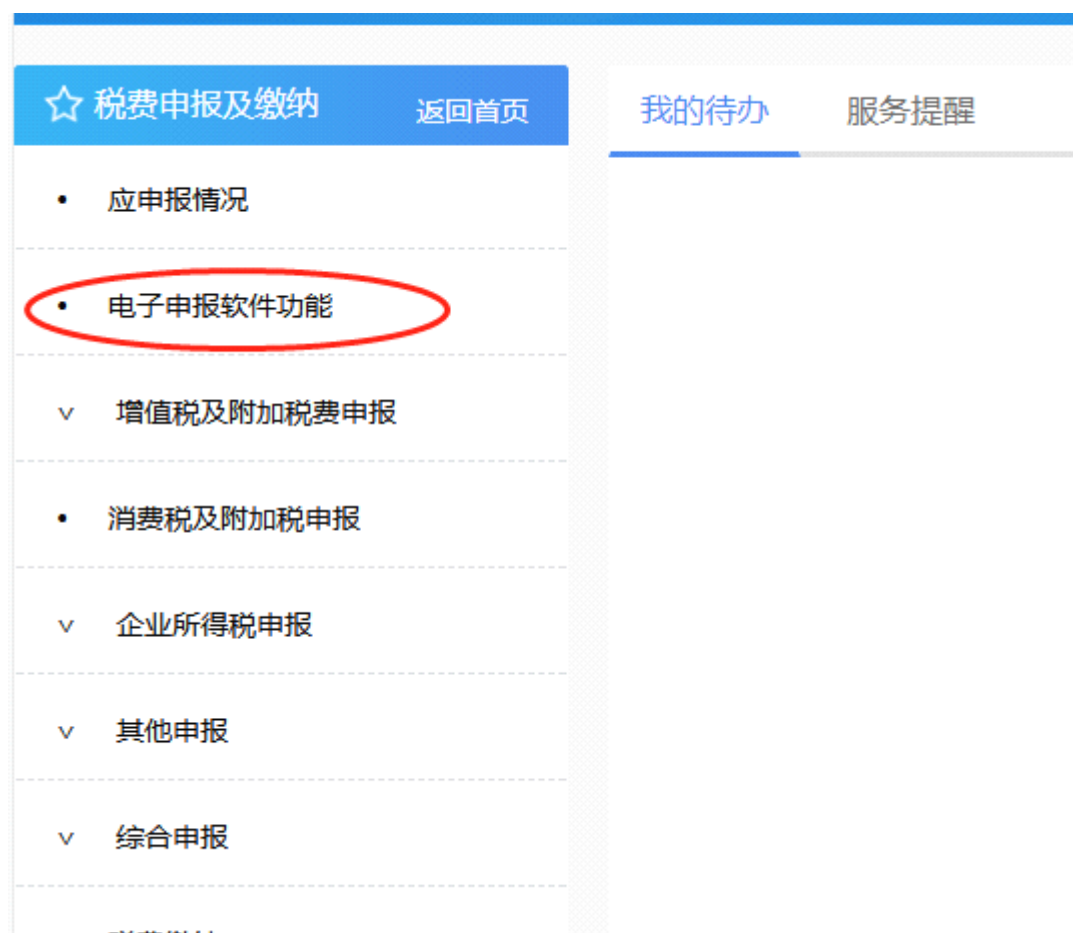 税费申报及缴纳 返回首页
我的待办 服务提醒
• 应申报情况
• 电子申报软件功能
v 增值税及附加税费申报
• 消费税及附加税申报
v 企业所得税申报
v 其他申报
v 综合申报